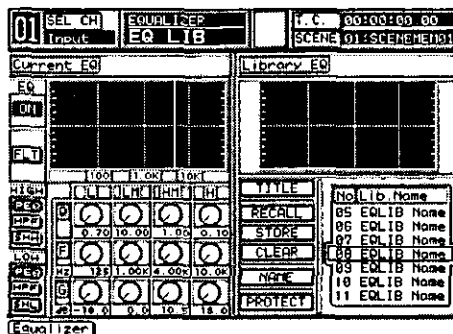 01 SEL CH EQUALIZER T.C. 00:00:00.00
Input EQ LIB SCENE 01:SCENEMEM01
Current EQ Library EQ
EQ
ON
FLT
100 1.0K 10K
HIGH L LM HM H
PEQ
HPF
SHL
LOW
PEQ
HPF
SHL
Q 0.70 10.00 1.00 0.10
F Hz 125 1.00K 4.00K 10.0K
G dB -18.0 0.0 10.5 18.0
TITLE
RECALL
STORE
CLEAR
NAME
PROTECT
No Lib.Name
05 EQLIB Name
06 EQLIB Name
07 EQLIB Name
08 EQLIB Name
09 EQLIB Name
10 EQLIB Name
11 EQLIB Name
Equalizer